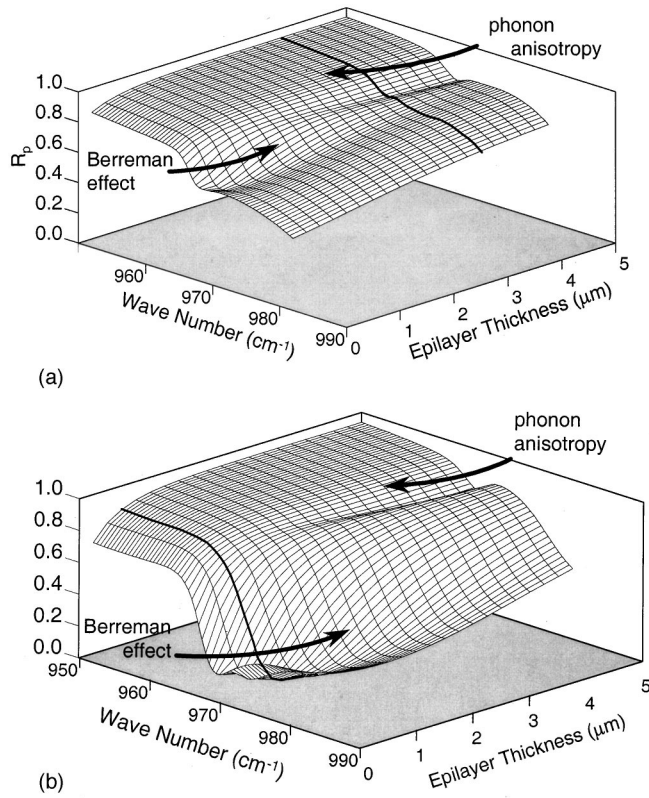 phonon
anisotropy
1.0
0.8
0.6
0.4
0.2
0.0
Rp
Berreman
effect
960
970
980
990
Wave Number (cm-1)
0
1
2
3
4
5
Epilayer Thickness (μm)
(a)
phonon
anisotropy
1.0
0.8
0.6
0.4
0.2
0.0
Berreman
effect
950
960
970
980
990
Wave Number (cm-1)
0
1
2
3
4
5
Epilayer Thickness (μm)
(b)